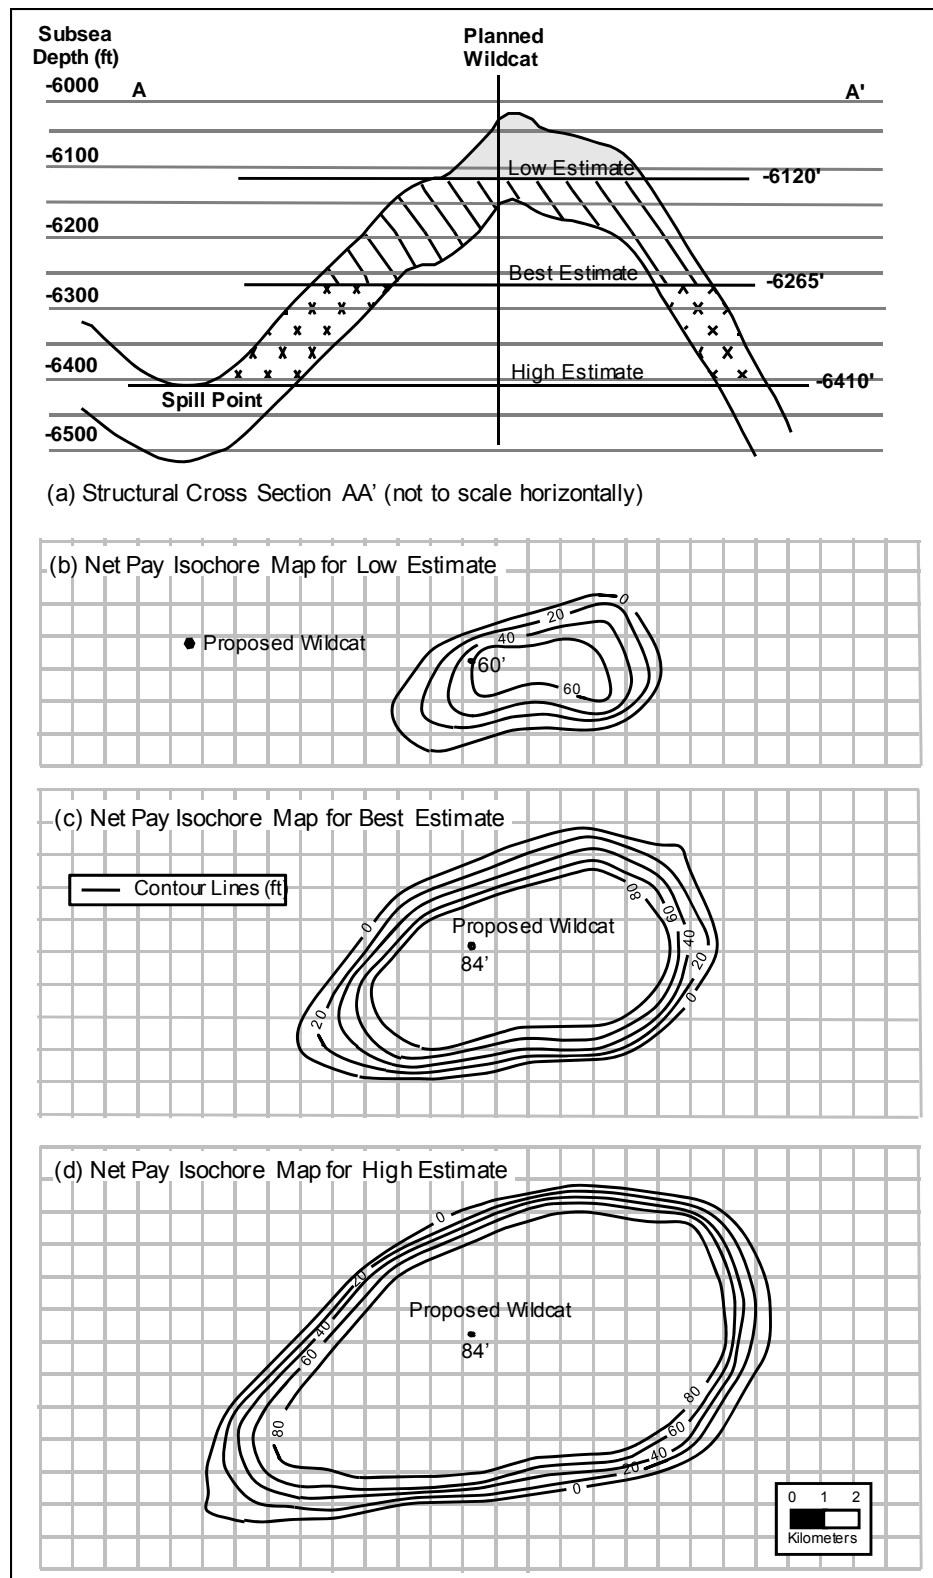 Subsea
Depth (ft)
Planned
Wildcat
-6000
A
A'
-6100
Low Estimate
-6120'
-6200
Best Estimate
-6265'
-6300
-6400
High Estimate
-6410'
Spill Point
-6500
(a) Structural Cross Section AA' (not to scale horizontally)
(b) Net Pay Isochore Map for Low Estimate
0
20
Proposed Wildcat
40
60'
60
(c) Net Pay Isochore Map for Best Estimate
Contour Lines (ft)
80
60
0
Proposed Wildcat
40
84'
20
0
20
(d) Net Pay Isochore Map for High Estimate
0
20
Proposed Wildcat
40
84'
60
80
80
60
40
20
0
0 1 2
Kilometers